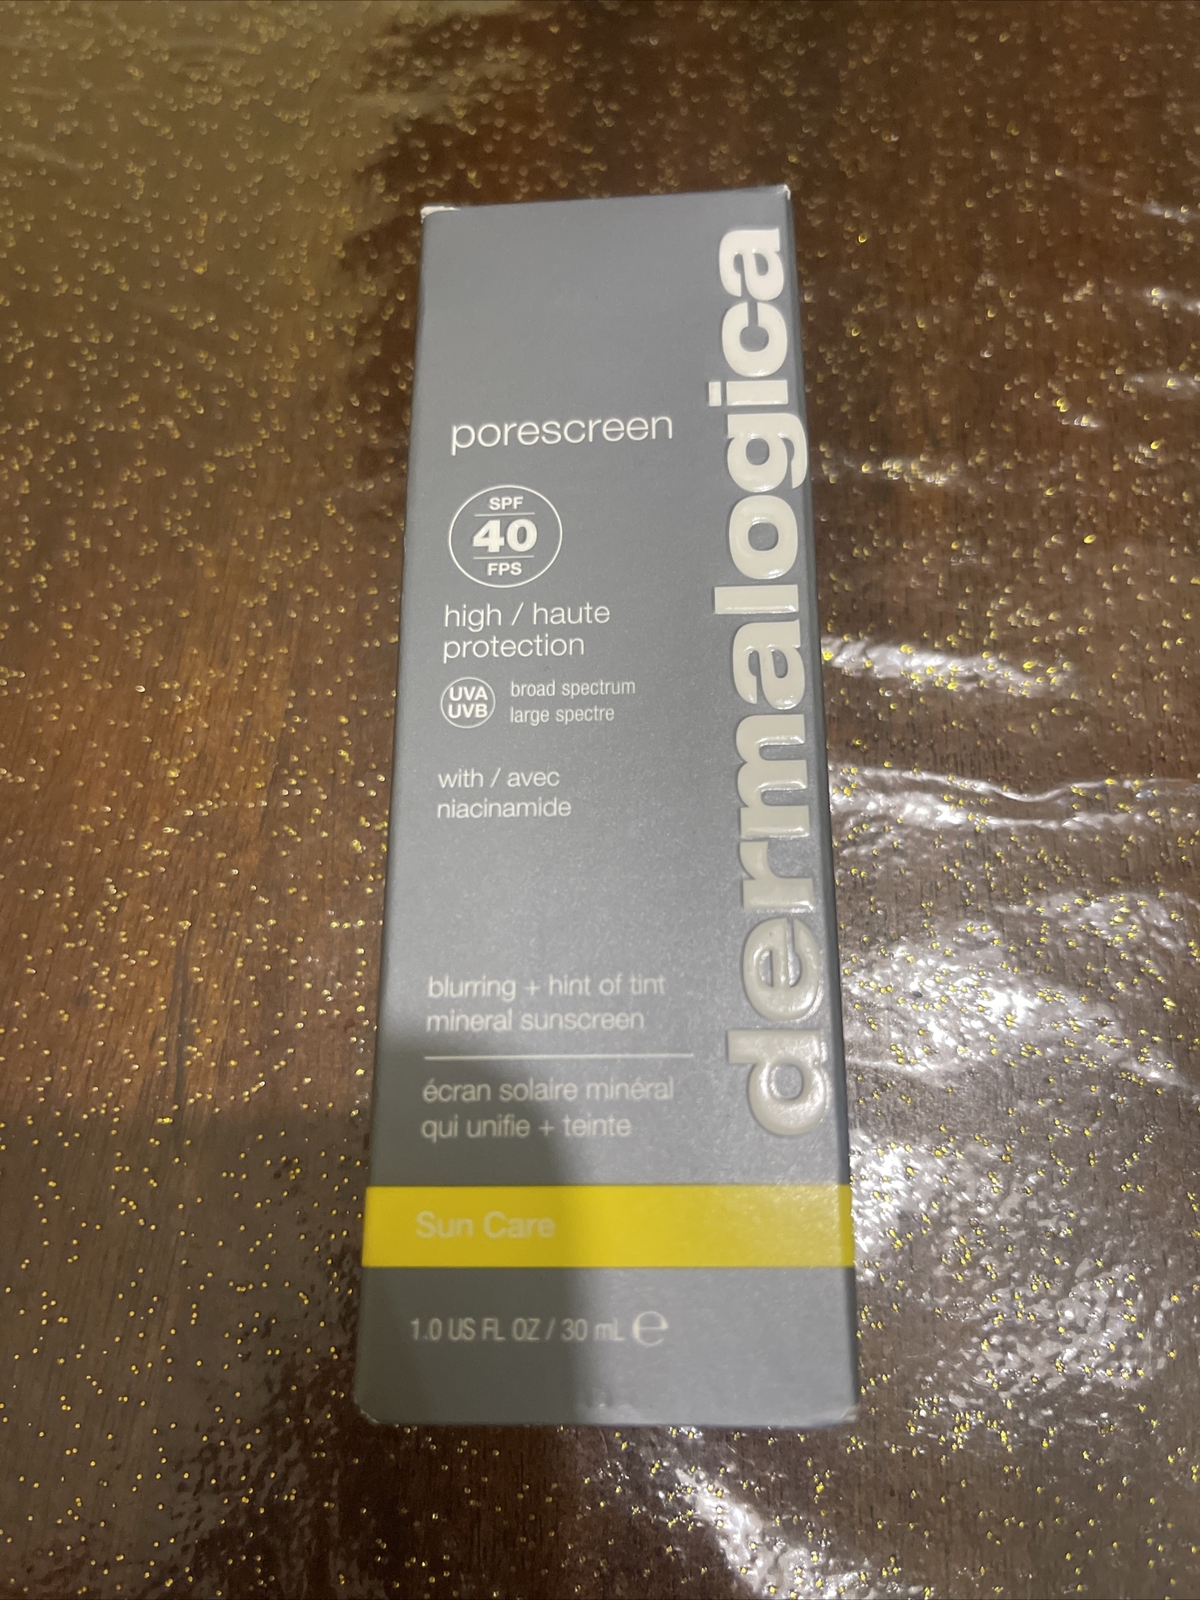 dermalogica
porescreen
SPF
40
FPS
high / haute
protection
UVA
UVB
broad spectrum
large spectre
with / avec
niacinamide
blurring + hint of tint
mineral sunscreen
écran solaire minéral
qui unifie + teinte
Sun Care
1.0 US FL OZ / 30 mL ℮